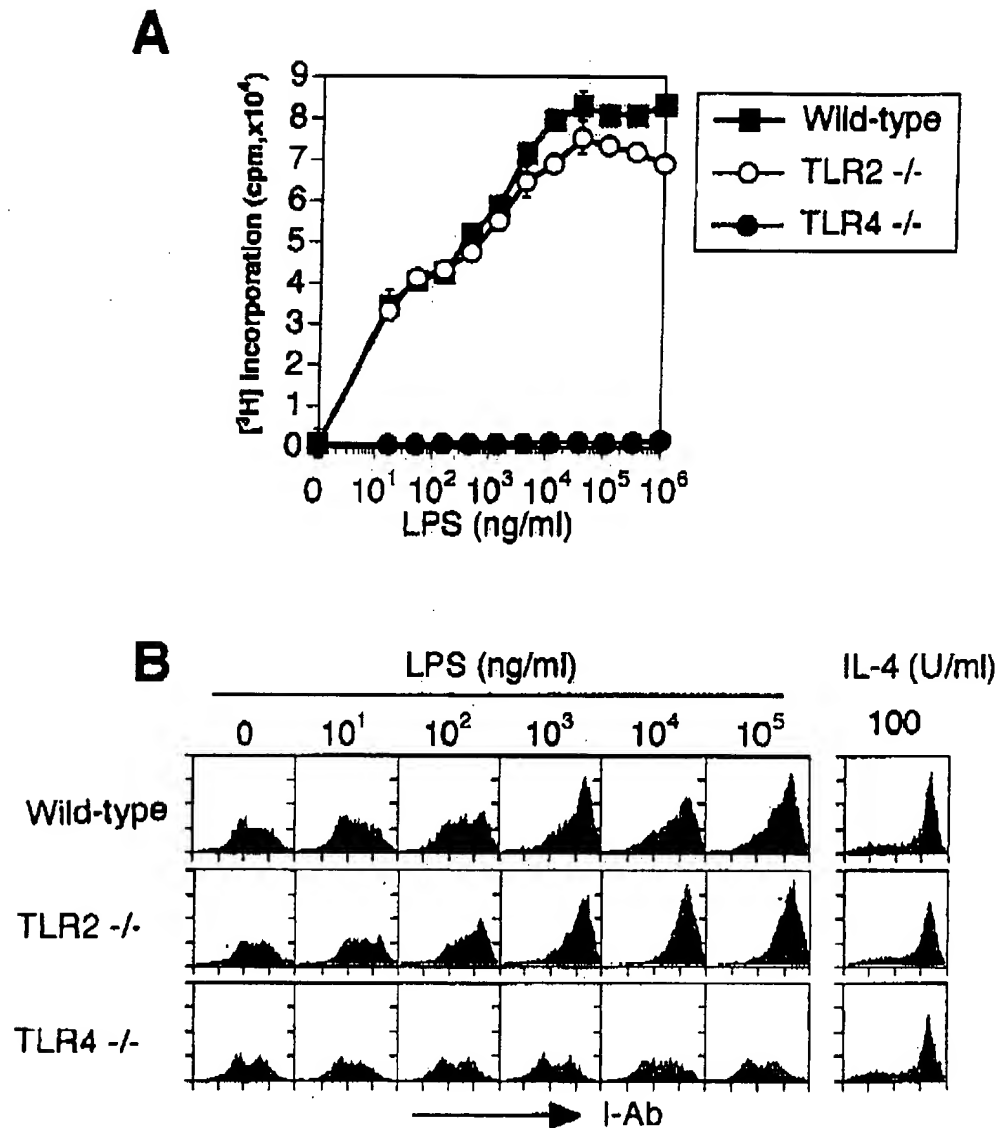 A
[³H] Incorporation (cpm,x10⁴)
9
8
7
6
5
4
3
2
1
0
0 10¹ 10² 10³ 10⁴ 10⁵ 10⁶
LPS (ng/ml)
Wild-type
TLR2 -/-
TLR4 -/-
B
LPS (ng/ml) IL-4 (U/ml)
0 10¹ 10² 10³ 10⁴ 10⁵ 100
Wild-type
TLR2 -/-
TLR4 -/-
I-Ab